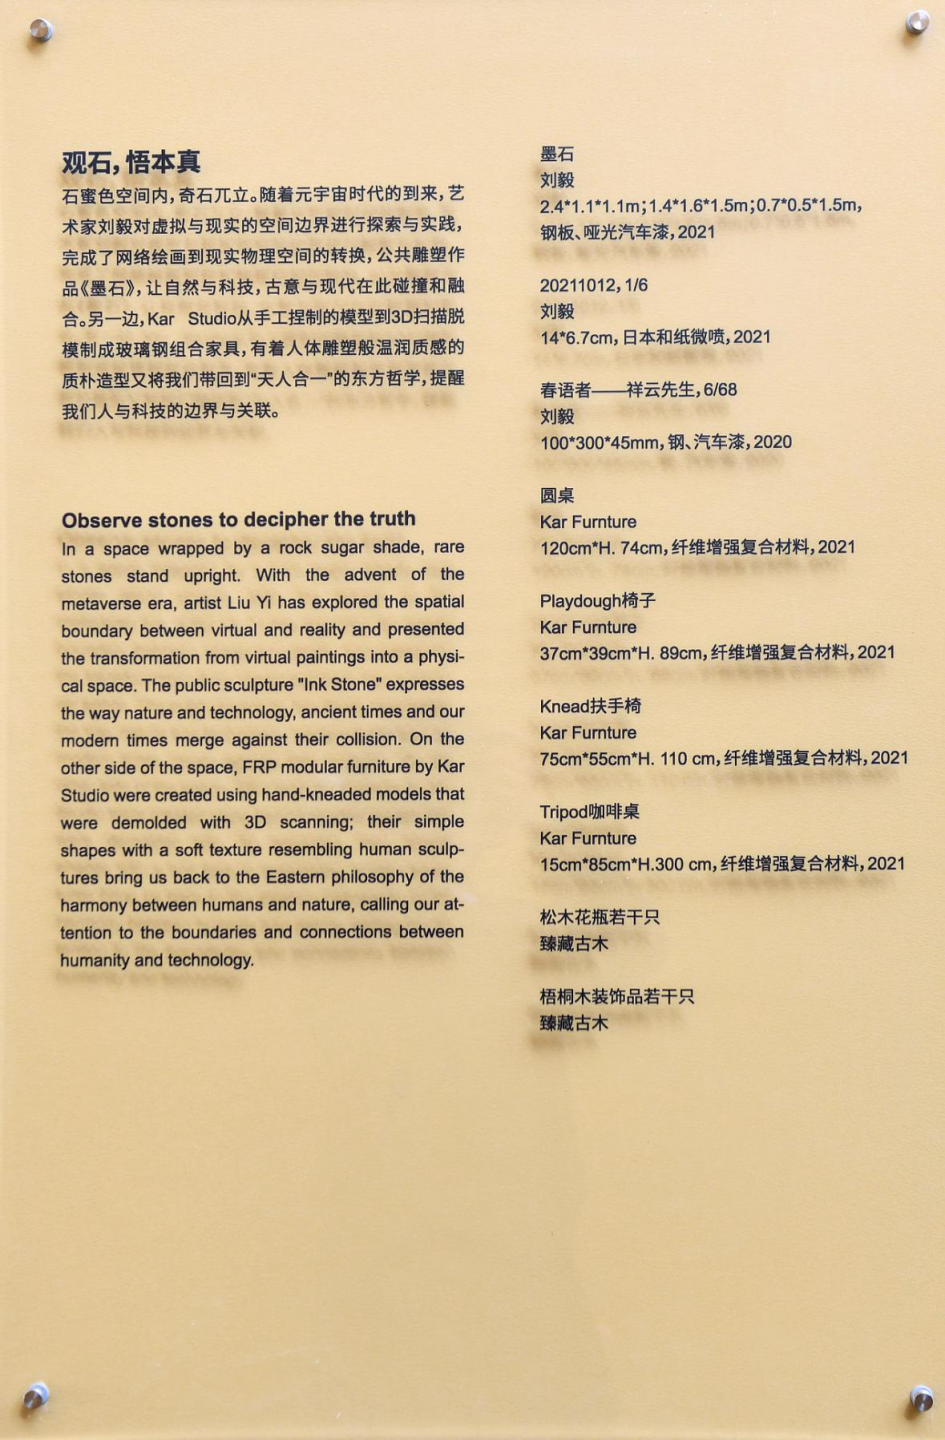 观石，悟本真
石蜜色空间内，奇石兀立。随着元宇宙时代的到来，艺
术家刘毅对虚拟与现实的空间边界进行探索与实践，
完成了网络绘画到现实物理空间的转换，公共雕塑作
品《墨石》，让自然与科技，古意与现代在此碰撞和融
合。另一边，Kar Studio从手工捏制的模型到3D扫描脱
模制成玻璃钢组合家具，有着人体雕塑般温润质感的
质朴造型又将我们带回到“天人合一”的东方哲学，提醒
我们人与科技的边界与关联。
Observe stones to decipher the truth
In a space wrapped by a rock sugar shade, rare
stones stand upright. With the advent of the
metaverse era, artist Liu Yi has explored the spatial
boundary between virtual and reality and presented
the transformation from virtual paintings into a physi-
cal space. The public sculpture "Ink Stone" expresses
the way nature and technology, ancient times and our
modern times merge against their collision. On the
other side of the space, FRP modular furniture by Kar
Studio were created using hand-kneaded models that
were demolded with 3D scanning; their simple
shapes with a soft texture resembling human sculp-
tures bring us back to the Eastern philosophy of the
harmony between humans and nature, calling our at-
tention to the boundaries and connections between
humanity and technology.
墨石
刘毅
2.4*1.1*1.1m；1.4*1.6*1.5m；0.7*0.5*1.5m，
钢板、哑光汽车漆，2021
20211012，1/6
刘毅
14*6.7cm，日本和纸微喷，2021
春语者——祥云先生，6/68
刘毅
100*300*45mm，钢、汽车漆，2020
圆桌
Kar Furnture
120cm*H. 74cm，纤维增强复合材料，2021
Playdough椅子
Kar Furnture
37cm*39cm*H. 89cm，纤维增强复合材料，2021
Knead扶手椅
Kar Furnture
75cm*55cm*H. 110 cm，纤维增强复合材料，2021
Tripod咖啡桌
Kar Furnture
15cm*85cm*H.300 cm，纤维增强复合材料，2021
松木花瓶若干只
臻藏古木
梧桐木装饰品若干只
臻藏古木